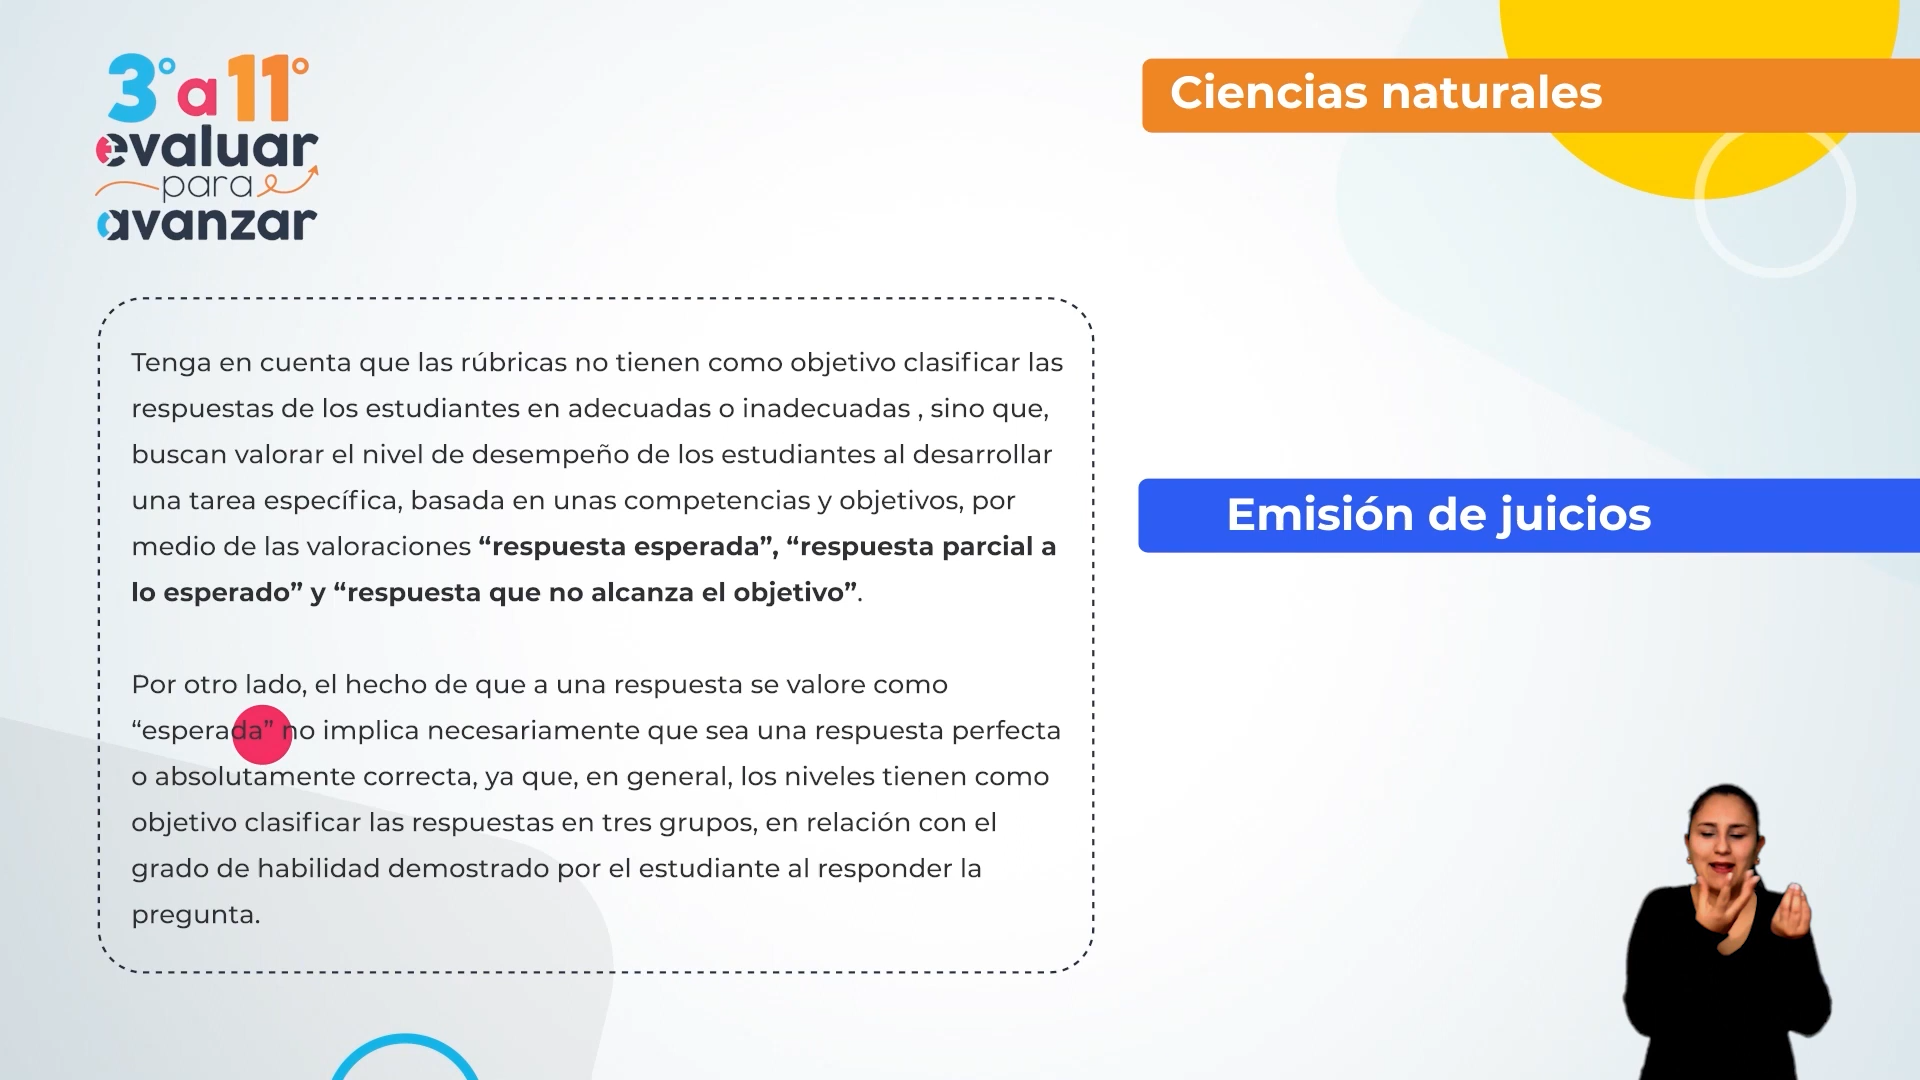 3° a 11°
evaluar
para
avanzar
Ciencias naturales
Tenga en cuenta que las rúbricas no tienen como objetivo clasificar las
respuestas de los estudiantes en adecuadas o inadecuadas , sino que,
buscan valorar el nivel de desempeño de los estudiantes al desarrollar
una tarea específica, basada en unas competencias y objetivos, por
medio de las valoraciones “respuesta esperada”, “respuesta parcial a
lo esperado” y “respuesta que no alcanza el objetivo”.
Por otro lado, el hecho de que a una respuesta se valore como
“esperada” no implica necesariamente que sea una respuesta perfecta
o absolutamente correcta, ya que, en general, los niveles tienen como
objetivo clasificar las respuestas en tres grupos, en relación con el
grado de habilidad demostrado por el estudiante al responder la
pregunta.
Emisión de juicios